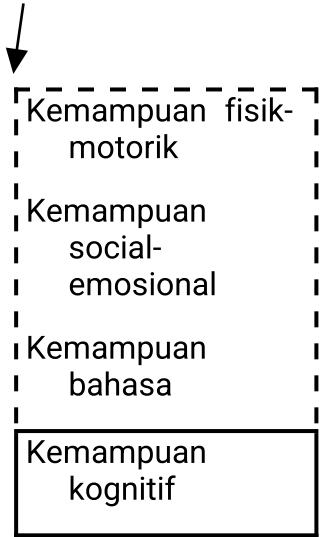 Kemampuan fisik-
motorik
Kemampuan
social-
emosional
Kemampuan
bahasa
Kemampuan
kognitif